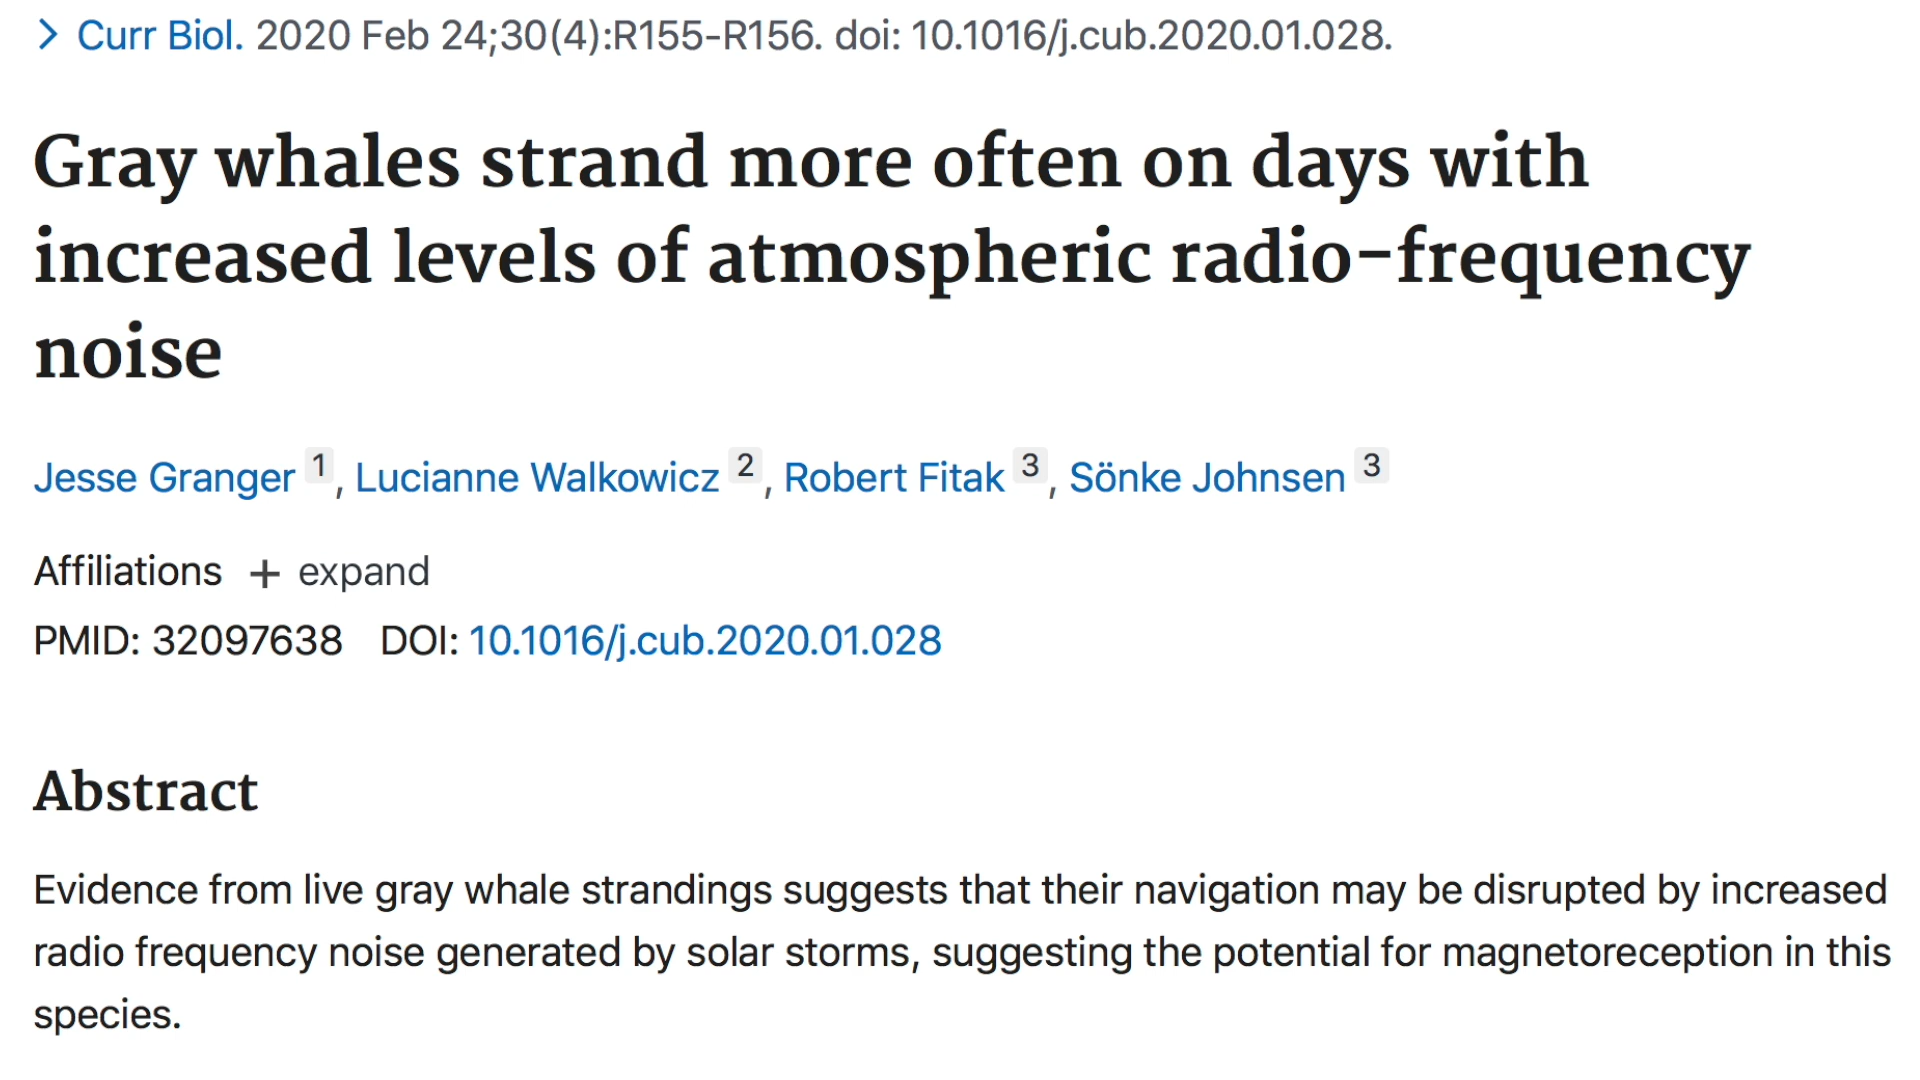 > Curr Biol. 2020 Feb 24;30(4):R155-R156. doi: 10.1016/j.cub.2020.01.028.
Gray whales strand more often on days with
increased levels of atmospheric radio-frequency
noise
Jesse Granger 1, Lucianne Walkowicz 2, Robert Fitak 3, Sönke Johnsen 3
Affiliations + expand
PMID: 32097638 DOI: 10.1016/j.cub.2020.01.028
Abstract
Evidence from live gray whale strandings suggests that their navigation may be disrupted by increased
radio frequency noise generated by solar storms, suggesting the potential for magnetoreception in this
species.